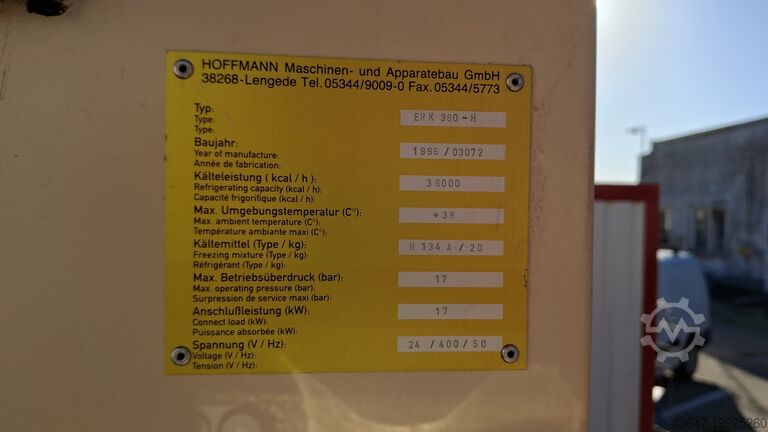 HOFFMANN Maschinen- und Apparatebau GmbH
38268-Lengede Tel. 05344/9009-0 Fax. 05344/5773
Typ:
Type: ERK 360-H
Type:
Baujahr:
Year of manufacture: 1996/03072
Année de fabrication:
Kälteleistung (kcal/h):
Refrigerating capacity (kcal/h): 36000
Capacité frigorifique (kcal/h):
Max. Umgebungstemperatur (C°):
Max. ambient temperature (C°): +38
Température ambiante maxi (C°):
Kältemittel (Type / kg):
Freezing mixture (Type / kg): R 134 A / 20
Réfrigérant (Type / kg):
Max. Betriebsüberdruck (bar):
Max. operating pressure (bar): 17
Surpression de service maxi (bar):
Anschlußleistung (kW):
Connect load (kW): 17
Puissance absorbée (kW):
Spannung (V / Hz):
Voltage (V / Hz): 24 /400/50
Tension (V / Hz):
43647-19925260